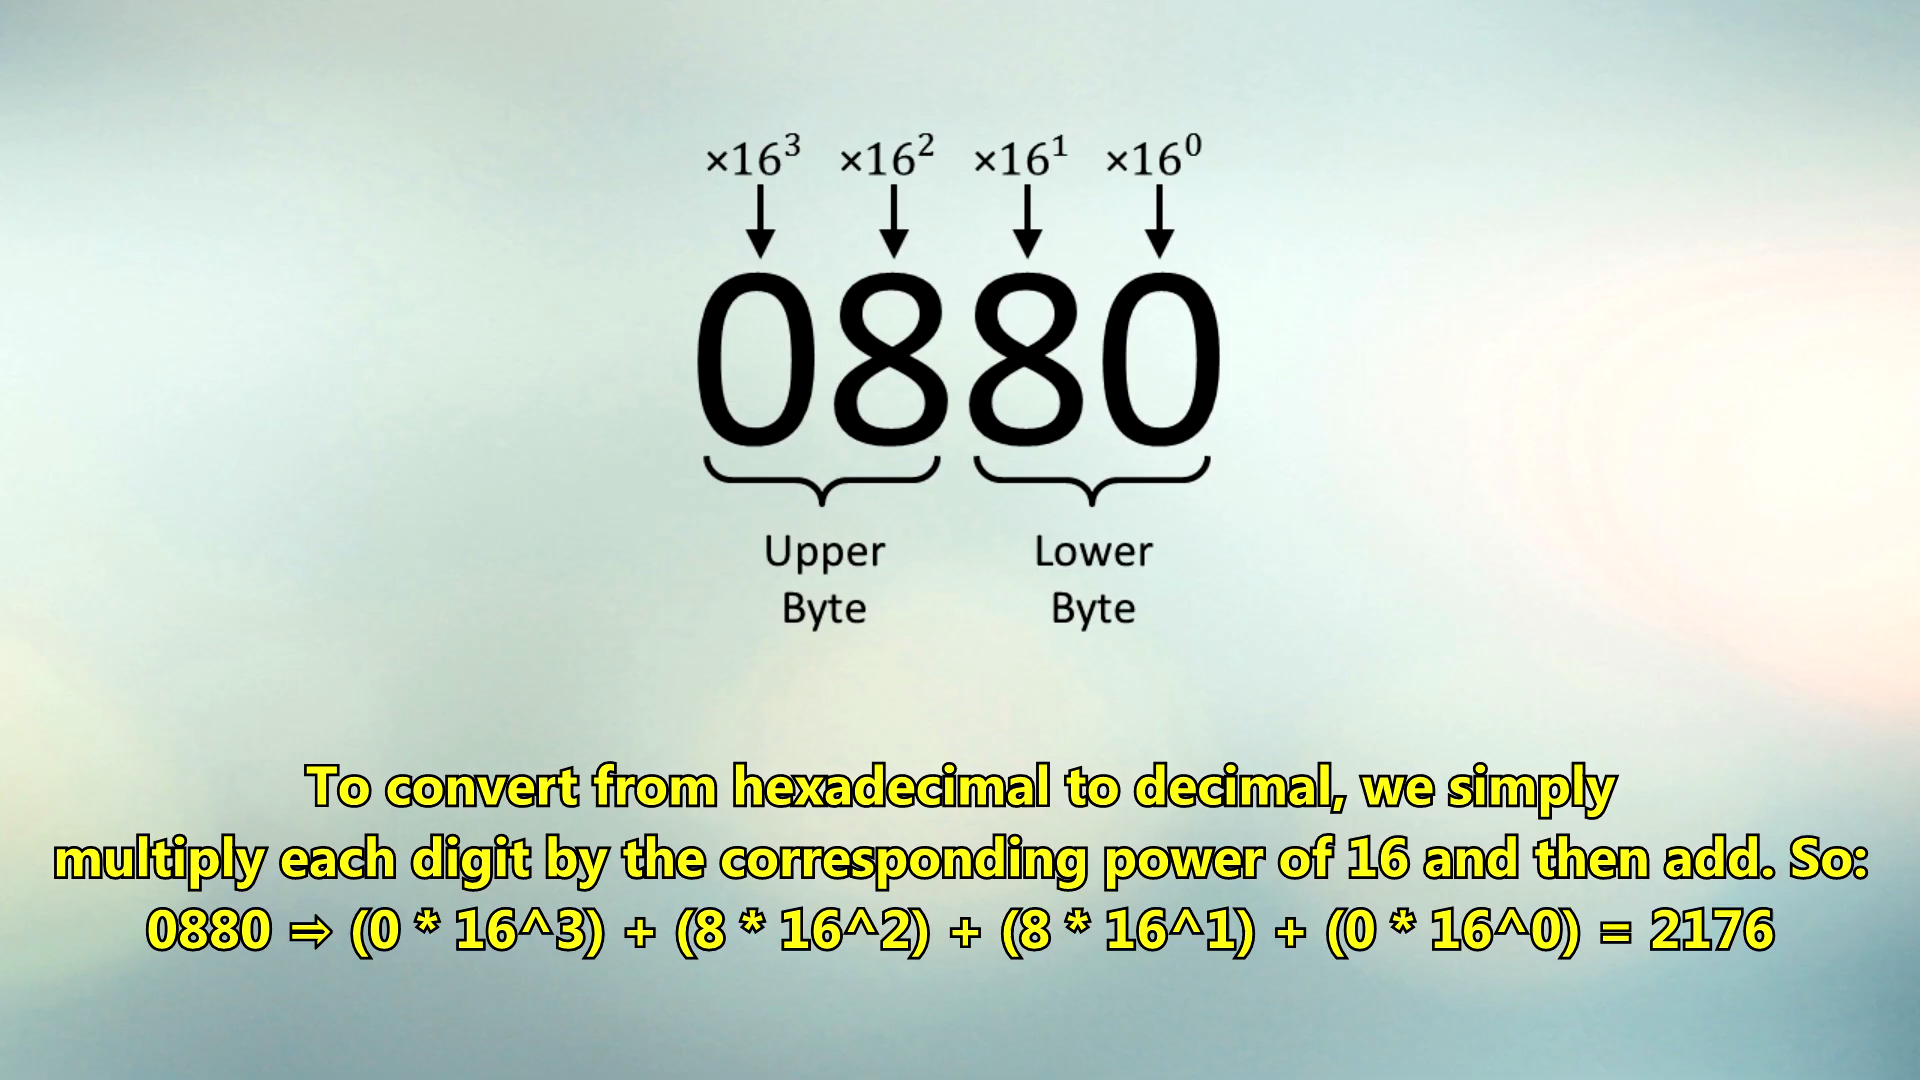 ×16³ ×16² ×16¹ ×16⁰
0880
Upper Byte
Lower Byte
To convert from hexadecimal to decimal, we simply
multiply each digit by the corresponding power of 16 and then add. So:
0880 ⇒ (0 * 16^3) + (8 * 16^2) + (8 * 16^1) + (0 * 16^0) = 2176